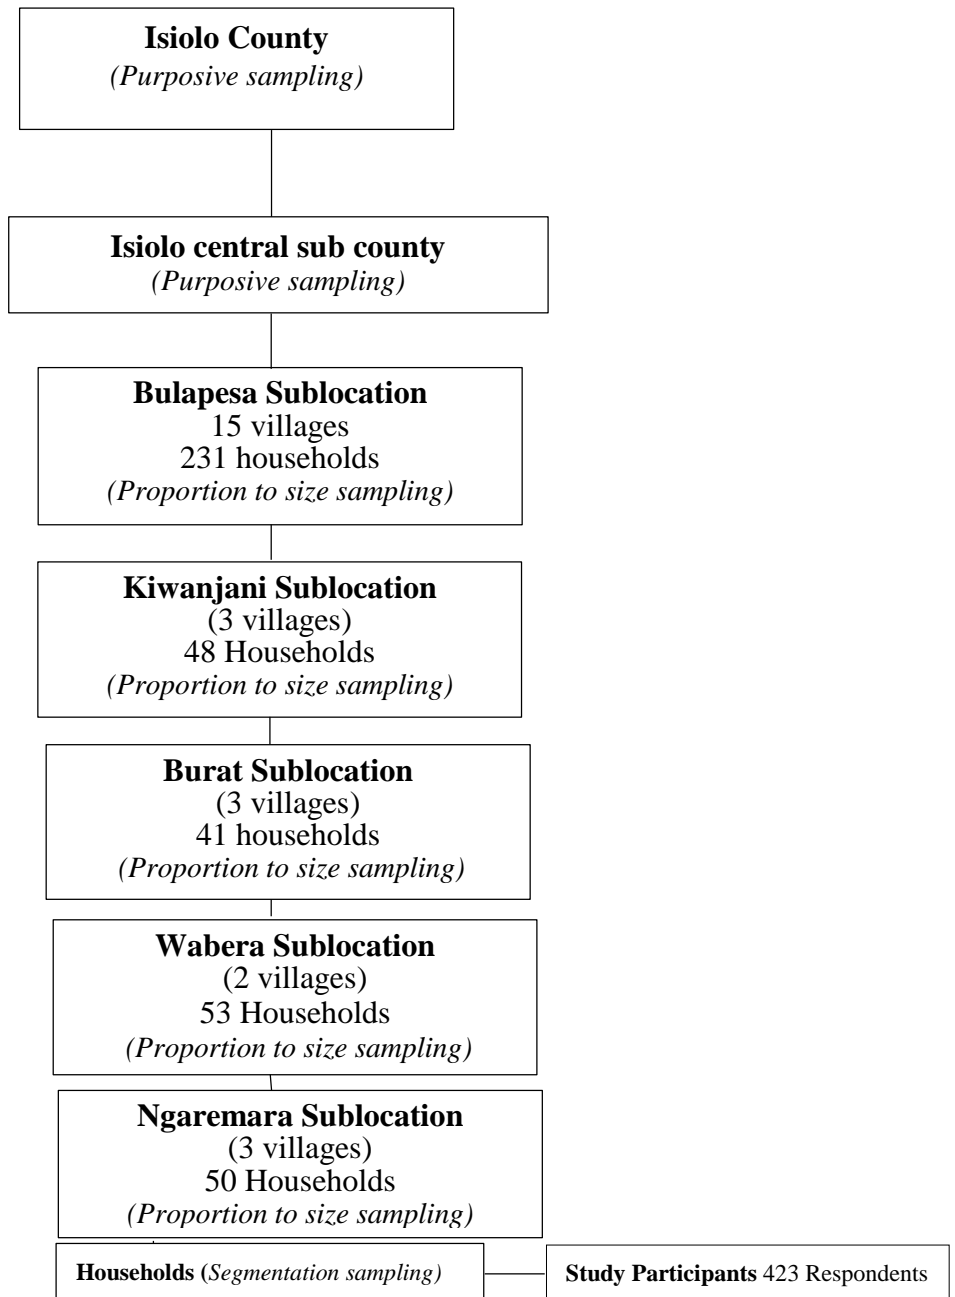 Isiolo County
(Purposive sampling)
Isiolo central sub county
(Purposive sampling)
Bulapesa Sublocation
15 villages
231 households
(Proportion to size sampling)
Kiwanjani Sublocation
(3 villages)
48 Households
(Proportion to size sampling)
Burat Sublocation
(3 villages)
41 households
(Proportion to size sampling)
Wabera Sublocation
(2 villages)
53 Households
(Proportion to size sampling)
Ngaremara Sublocation
(3 villages)
50 Households
(Proportion to size sampling)
Households (Segmentation sampling)
Study Participants 423 Respondents